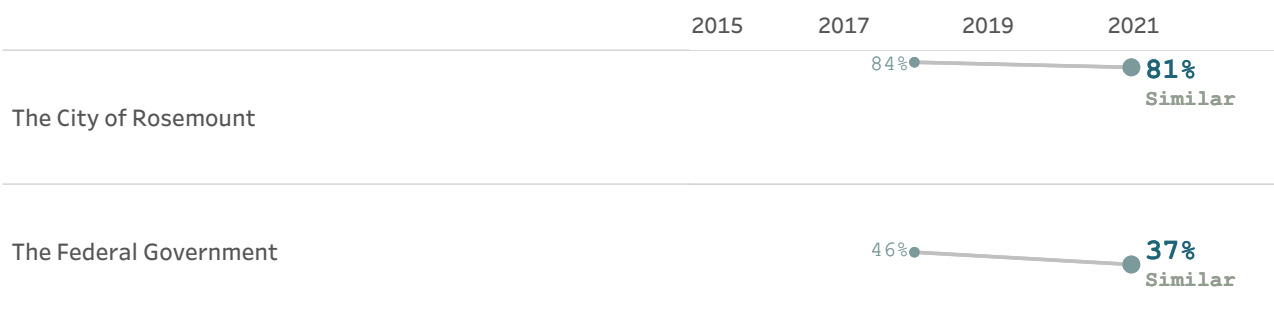 2015 2017 2019 2021
84% 81%
Similar
The City of Rosemount
The Federal Government 46% 37%
Similar